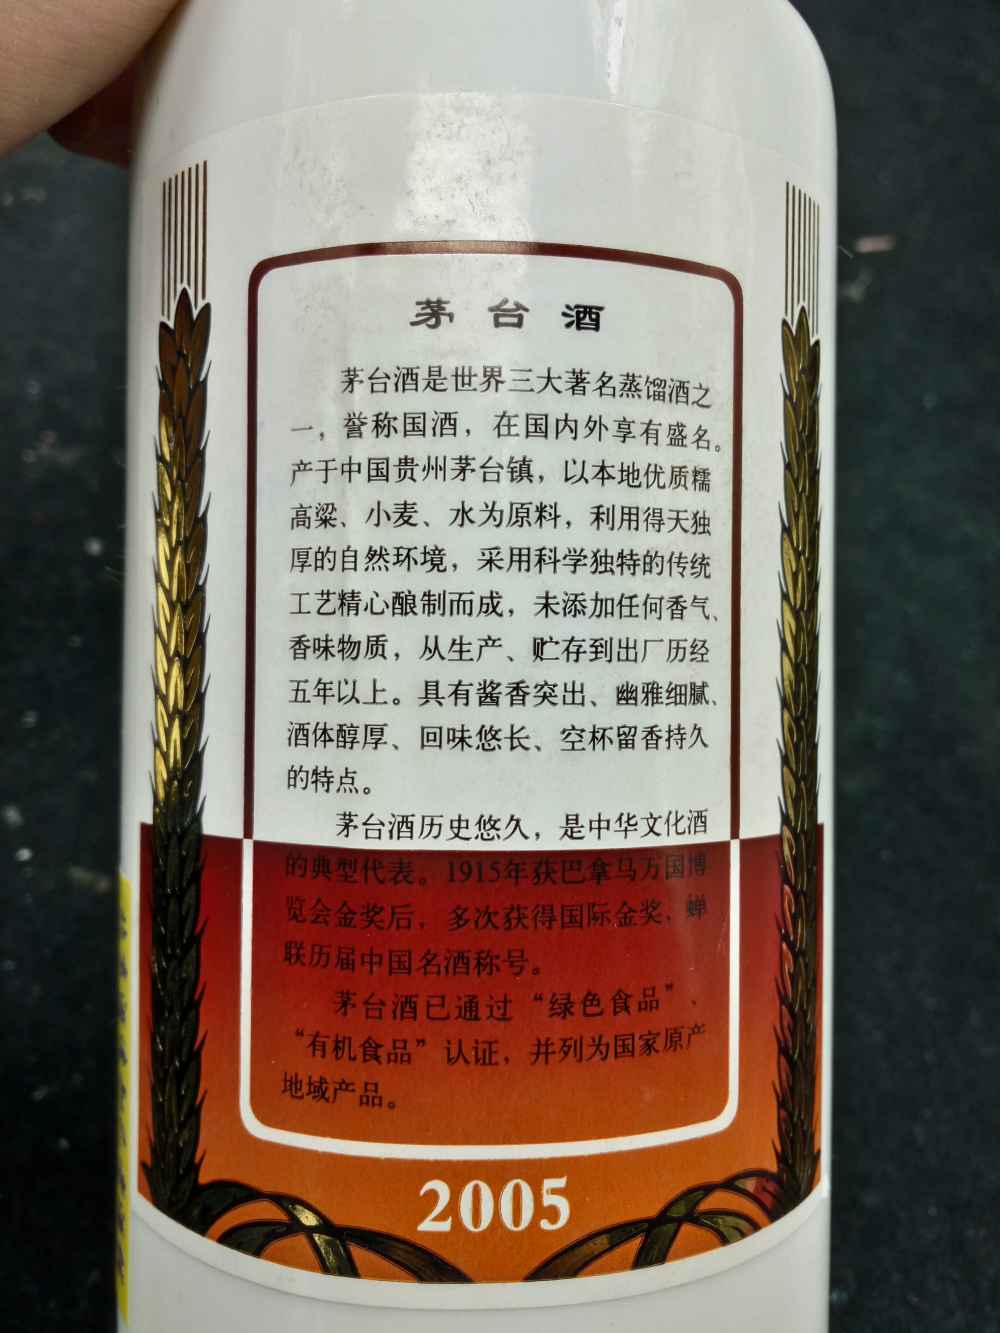 茅台酒
茅台酒是世界三大著名蒸馏酒之
一，誉称国酒，在国内外享有盛名。
产于中国贵州茅台镇，以本地优质糯
高粱、小麦、水为原料，利用得天独
厚的自然环境，采用科学独特的传统
工艺精心酿制而成，未添加任何香气、
香味物质，从生产、贮存到出厂历经
五年以上。具有酱香突出、幽雅细腻、
酒体醇厚、回味悠长、空杯留香持久
的特点。
茅台酒历史悠久，是中华文化酒
的典型代表。1915年获巴拿马万国博
览会金奖后，多次获得国际金奖，蝉
联历届中国名酒称号。
茅台酒已通过“绿色食品”、
“有机食品”认证，并列为国家原产
地域产品。
2005